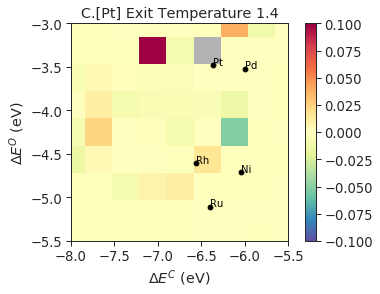 C.[Pt] Exit Temperature 1.4
−3.0
−3.5
−4.0
−4.5
−5.0
−5.5
ΔE^O (eV)
Pt
Pd
Rh
Ni
Ru
−8.0 −7.5 −7.0 −6.5 −6.0 −5.5
ΔE^C (eV)
0.100
0.075
0.050
0.025
0.000
−0.025
−0.050
−0.075
−0.100